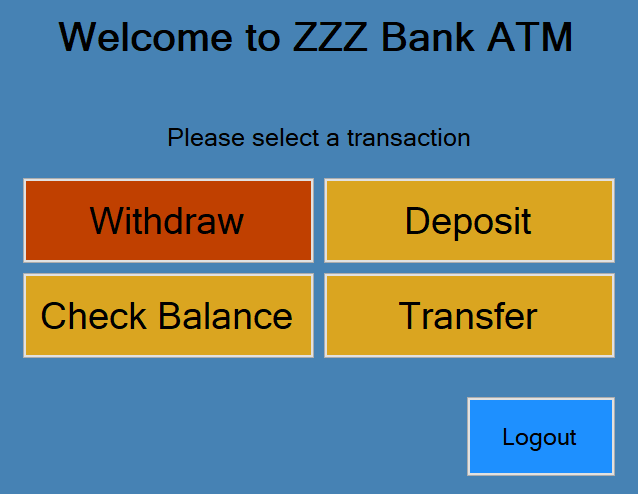 Welcome to ZZZ Bank ATM
Please select a transaction
Withdraw
Deposit
Check Balance
Transfer
Logout